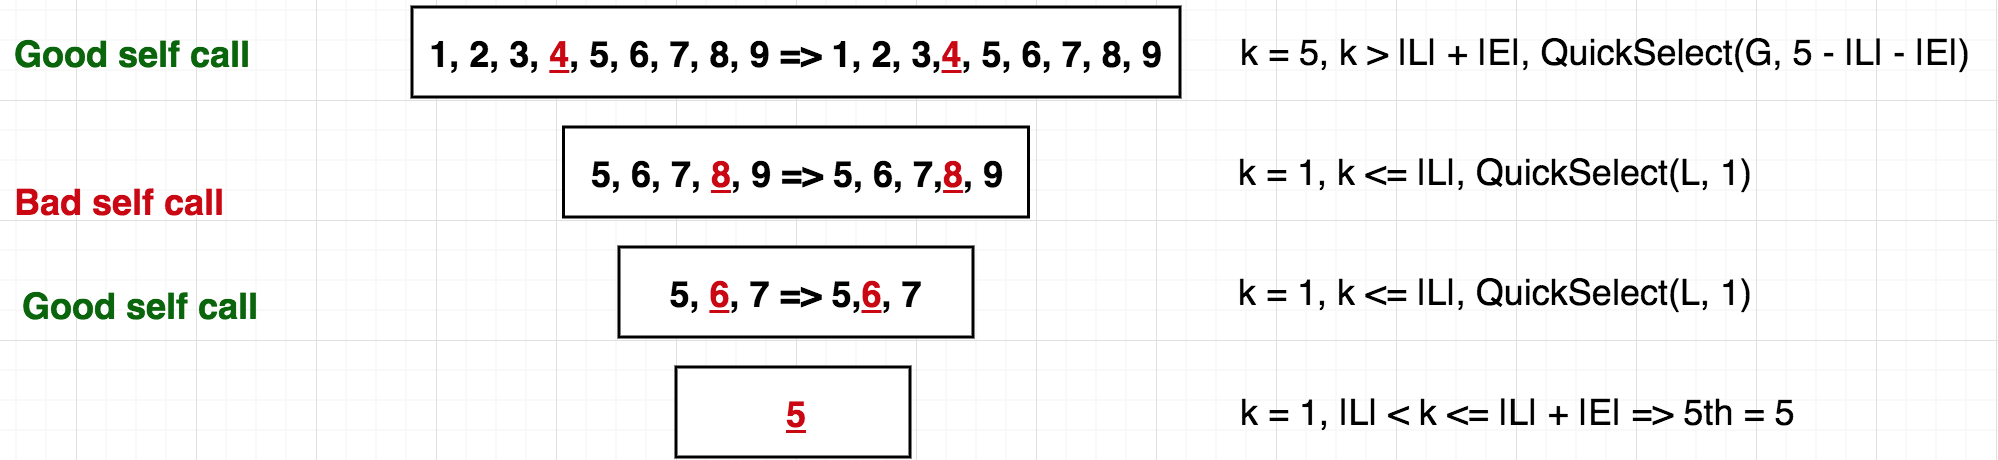 Good self call
1, 2, 3, 4, 5, 6, 7, 8, 9 => 1, 2, 3,4, 5, 6, 7, 8, 9
k = 5, k > |L| + |E|, QuickSelect(G, 5 - |L| - |E|)
5, 6, 7, 8, 9 => 5, 6, 7,8, 9
k = 1, k <= |L|, QuickSelect(L, 1)
Bad self call
5, 6, 7 => 5,6, 7
k = 1, k <= |L|, QuickSelect(L, 1)
Good self call
5
k = 1, |L| < k <= |L| + |E| => 5th = 5